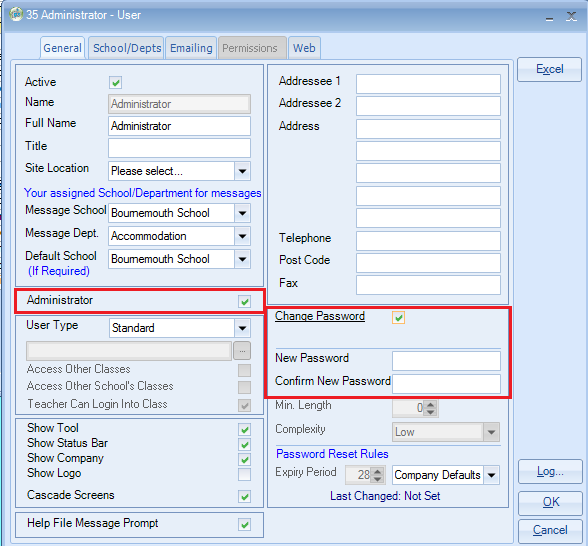 35 Administrator - User
General
School/Depts
Emailing
Permissions
Web
Excel
Active
Name
Administrator
Full Name
Administrator
Title
Site Location
Please select...
Your assigned School/Department for messages
Message School
Bournemouth School
Message Dept.
Accommodation
Default School
Bournemouth School
(If Required)
Administrator
User Type
Standard
...
Access Other Classes
Access Other School's Classes
Teacher Can Login Into Class
Show Tool
Show Status Bar
Show Company
Show Logo
Cascade Screens
Help File Message Prompt
Addressee 1
Addressee 2
Address
Telephone
Post Code
Fax
Change Password
New Password
Confirm New Password
Min. Length
0
Complexity
Low
Password Reset Rules
Expiry Period
28
Company Defaults
Last Changed: Not Set
Log...
OK
Cancel